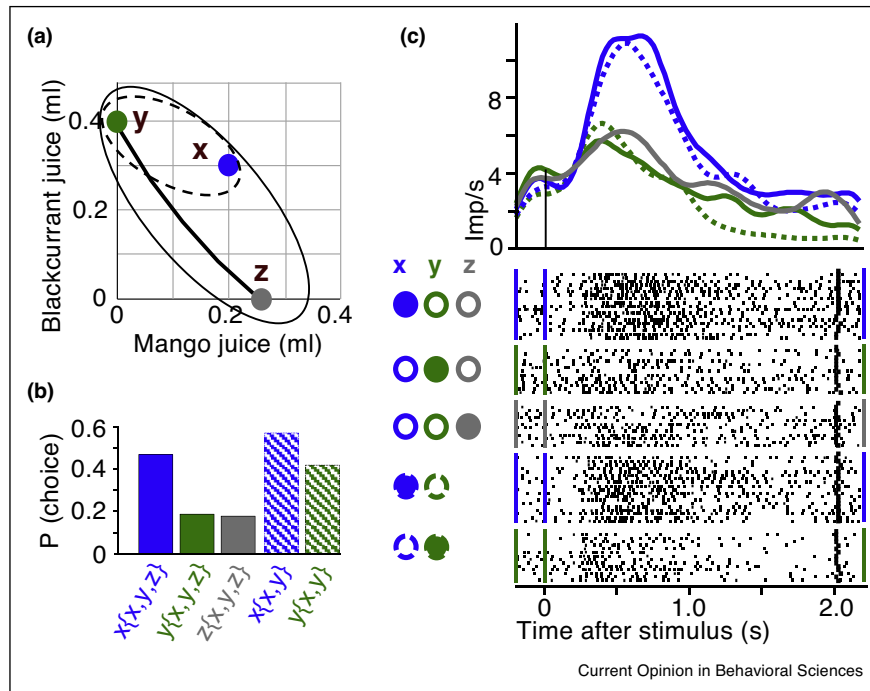 (a)
Blackcurrant juice (ml)
0.4
0.2
0
y
x
z
0 0.2 0.4
Mango juice (ml)
(b)
P (choice)
0.6
0.4
0.2
0
x{x,y,z}
y{x,y,z}
z{x,y,z}
x{x,y}
y{x,y}
(c)
Imp/s
8
4
0
x y z
0 1.0 2.0
Time after stimulus (s)
Current Opinion in Behavioral Sciences